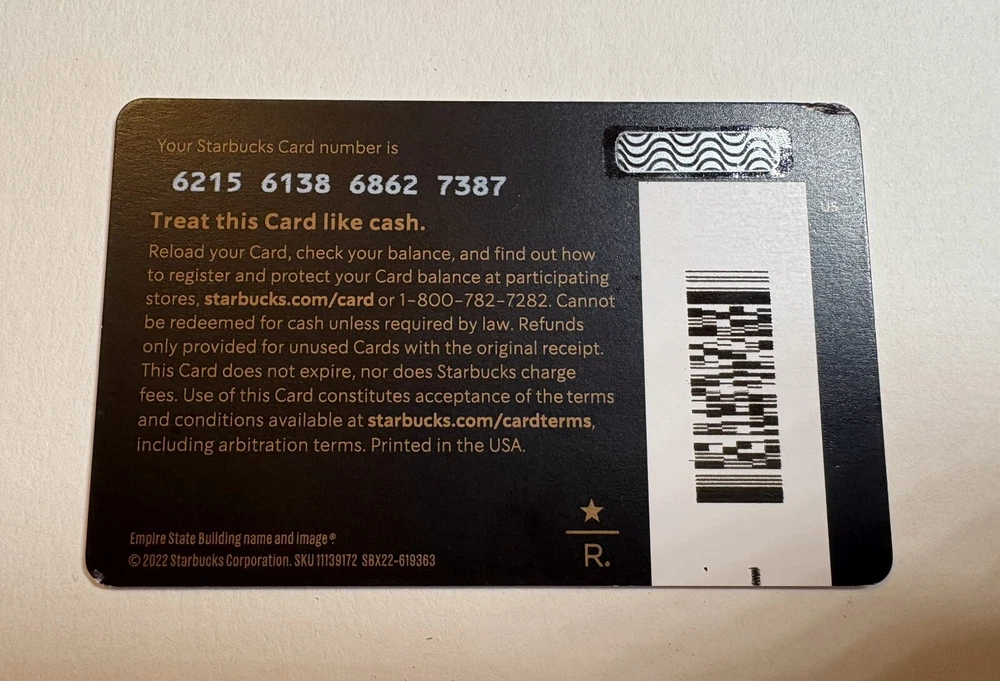 Your Starbucks Card number is
6215 6138 6862 7387
Treat this Card like cash.
Reload your Card, check your balance, and find out how
to register and protect your Card balance at participating
stores, starbucks.com/card or 1-800-782-7282. Cannot
be redeemed for cash unless required by law. Refunds
only provided for unused Cards with the original receipt.
This Card does not expire, nor does Starbucks charge
fees. Use of this Card constitutes acceptance of the terms
and conditions available at starbucks.com/cardterms,
including arbitration terms. Printed in the USA.
US
Empire State Building name and image®
© 2022 Starbucks Corporation. SKU 11139172 SBX22-619363
R.